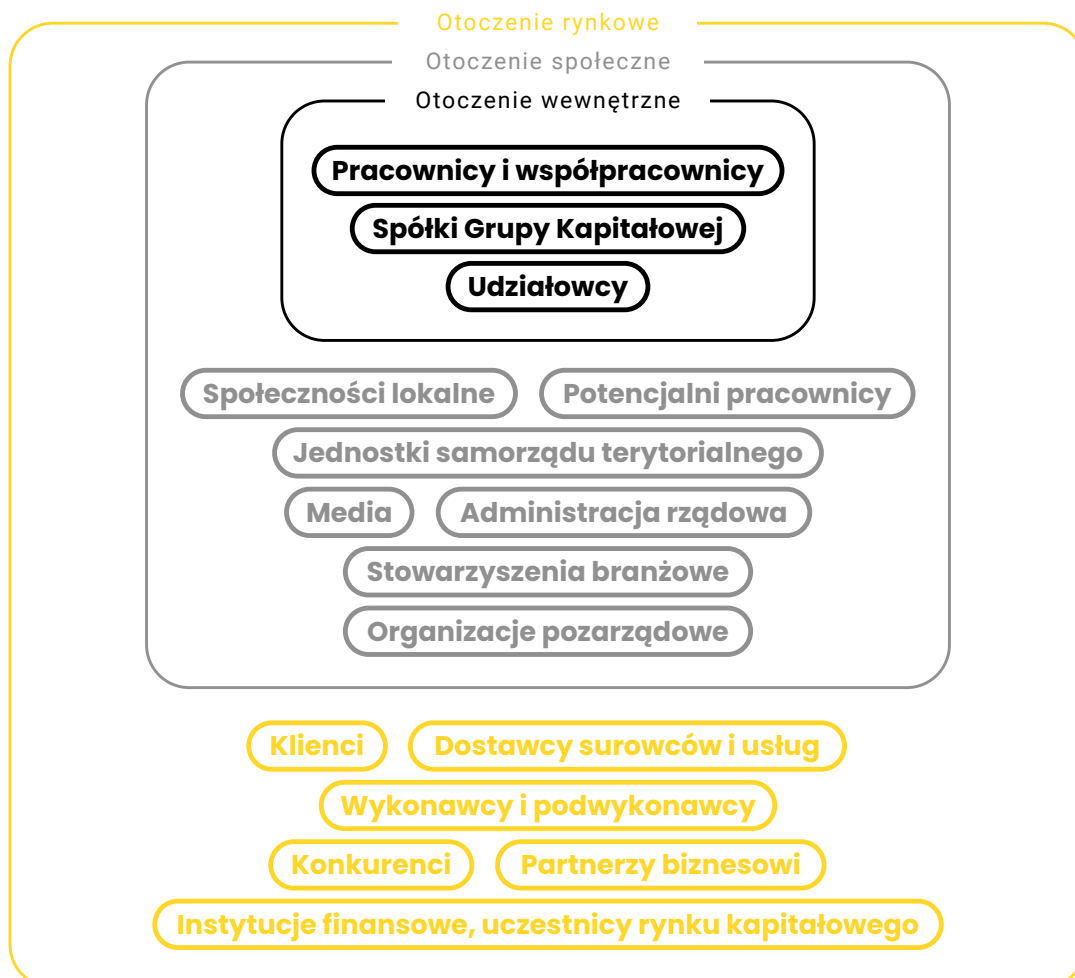 Otoczenie rynkowe
Otoczenie społeczne
Otoczenie wewnętrzne
Pracownicy i współpracownicy
Spółki Grupy Kapitałowej
Udziałowcy
Społeczności lokalne
Potencjalni pracownicy
Jednostki samorządu terytorialnego
Media
Administracja rządowa
Stowarzyszenia branżowe
Organizacje pozarządowe
Klienci
Dostawcy surowców i usług
Wykonawcy i podwykonawcy
Konkurenci
Partnerzy biznesowi
Instytucje finansowe, uczestnicy rynku kapitałowego